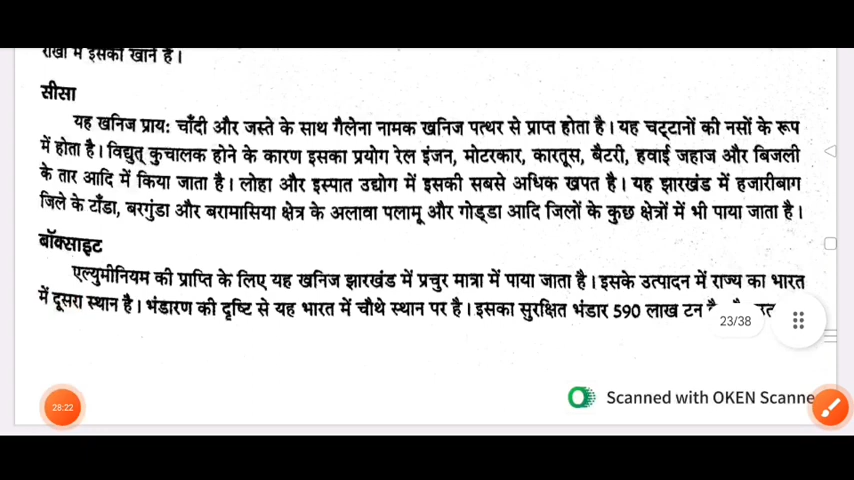 राखा में इसकी खाने है।
सीसा
यह खनिज प्राय: चाँदी और जस्ते के साथ गैलेना नामक खनिज पत्थर से प्राप्त होता है। यह चट्टानों की नसों के रूप
में होता है। विद्युत् कुचालक होने के कारण इसका प्रयोग रेल इंजन, मोटरकार, कारतूस, बैटरी, हवाई जहाज और बिजली
के तार आदि में किया जाता है। लोहा और इस्पात उद्योग में इसकी सबसे अधिक खपत है। यह झारखंड में हजारीबाग
जिले के टाँडा, बरगुंडा और बरामासिया क्षेत्र के अलावा पलामू और गोड्डा आदि जिलों के कुछ क्षेत्रों में भी पाया जाता है।
बॉक्साइट
एल्युमीनियम की प्राप्ति के लिए यह खनिज झारखंड में प्रचुर मात्रा में पाया जाता है। इसके उत्पादन में राज्य का भारत
में दूसरा स्थान है। भंडारण की दृष्टि से यह भारत में चौथे स्थान पर है। इसका सुरक्षित भंडार 590 लाख टन
23/38
28:22
Scanned with OKEN Scanne